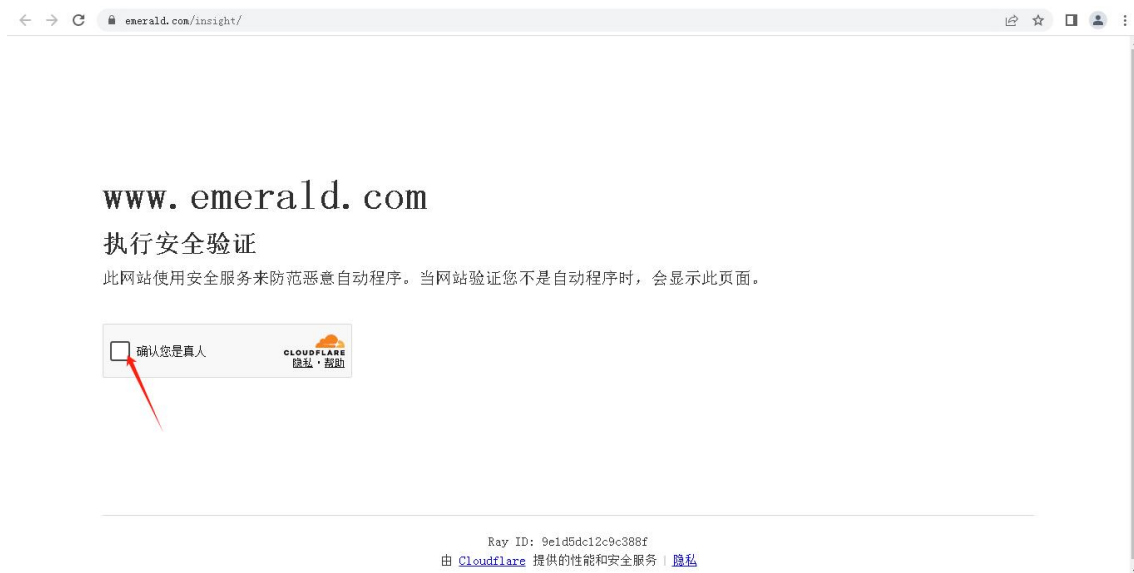 emerald.com/insight/
www.emerald.com
执行安全验证
此网站使用安全服务来防范恶意自动程序。当网站验证您不是自动程序时，会显示此页面。
确认您是真人
CLOUDFLARE
隐私 · 帮助
Ray ID: 9e1d5dc12c9c388f
由 Cloudflare 提供的性能和安全服务 | 隐私